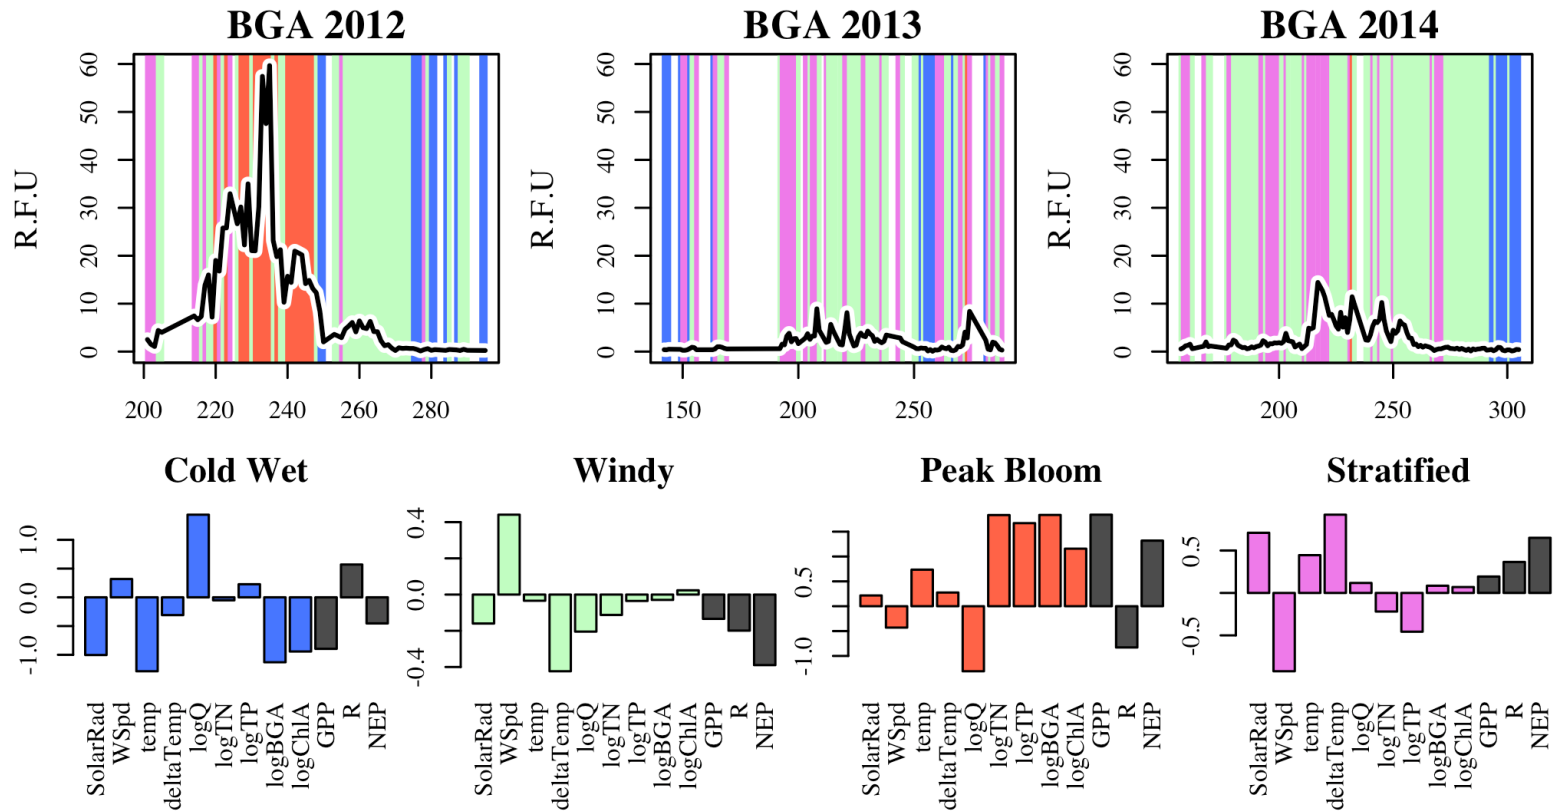 BGA 2012 BGA 2013 BGA 2014
R.F.U
0 10 20 30 40 50 60
200 220 240 260 280
R.F.U
0 10 20 30 40 50 60
150 200 250
R.F.U
0 10 20 30 40 50 60
200 250 300
Cold Wet Windy Peak Bloom Stratified
-1.0 0.0 1.0
SolarRad WSpd temp deltaTemp logQ logTN logTP logBGA logChlA GPP R NEP
-0.4 0.0 0.4
SolarRad WSpd temp deltaTemp logQ logTN logTP logBGA logChlA GPP R NEP
-1.0 0.5
SolarRad WSpd temp deltaTemp logQ logTN logTP logBGA logChlA GPP R NEP
-0.5 0.5
SolarRad WSpd temp deltaTemp logQ logTN logTP logBGA logChlA GPP R NEP